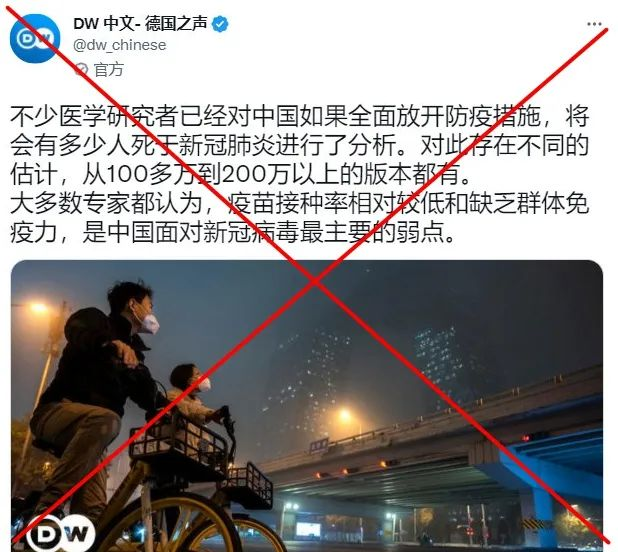 DW 中文- 德国之声
@dw_chinese
官方
不少医学研究者已经对中国如果全面放开防疫措施，将
会有多少人死于新冠肺炎进行了分析。对此存在不同的
估计，从100多万到200万以上的版本都有。
大多数专家都认为，疫苗接种率相对较低和缺乏群体免
疫力，是中国面对新冠病毒最主要的弱点。
DW